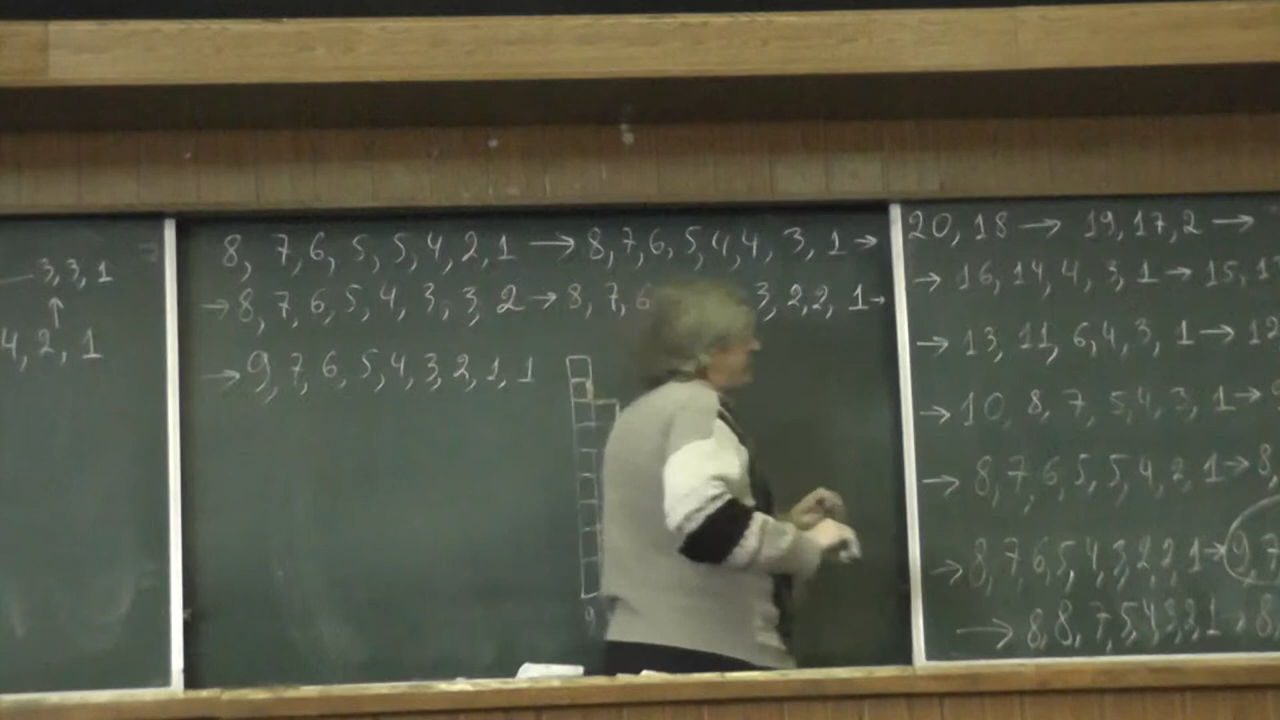 3, 3, 1
↑
4, 2, 1
8, 7, 6, 5, 5, 4, 2, 1 → 8, 7, 6, 5, 4, 4, 3, 1 →
→ 8, 7, 6, 5, 4, 3, 3, 2 → 8, 7, 6 3, 2, 2, 1 →
→ 9, 7, 6, 5, 4, 3, 2, 1, 1
20, 18 → 19, 17, 2 →
→ 16, 14, 4, 3, 1 → 15, 13
→ 13, 11, 6, 4, 3, 1 → 12
→ 10, 8, 7, 5, 4, 3, 1 →
→ 8, 7, 6, 5, 5, 4, 2, 1 → 8,
→ 8, 7, 6, 5, 4, 3, 2, 2, 1 → 9, 7
→ 8, 8, 7, 5, 4, 3, 3, 1 8,